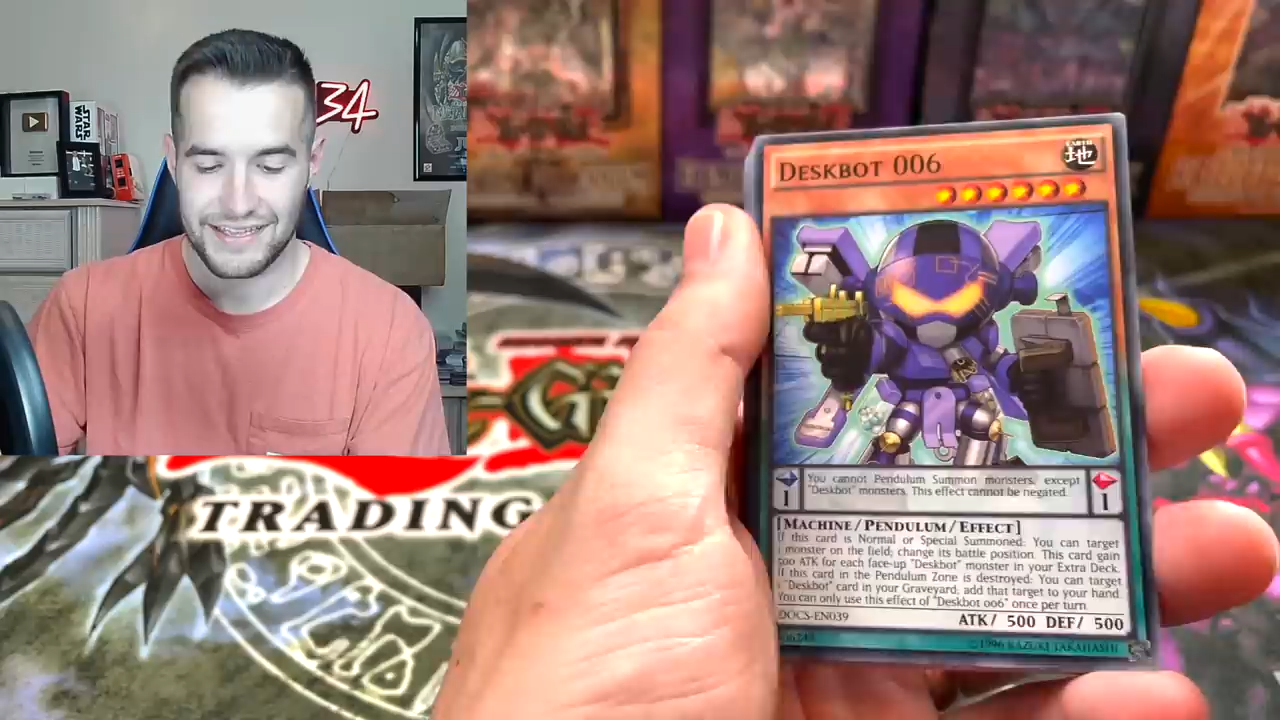 34
STAR
WARS
DESKBOT 006
EARTH
地
1
You cannot Pendulum Summon monsters, except
"Deskbot" monsters. This effect cannot be negated.
1
[MACHINE/PENDULUM/EFFECT]
If this card is Normal or Special Summoned: You can target
monster on the field; change its battle position. This card gain
500 ATK for each face-up "Deskbot" monster in your Extra Deck.
If this card in the Pendulum Zone is destroyed: You can target
"Deskbot" card in your Graveyard; add that target to your hand.
You can only use this effect of "Deskbot 006" once per turn.
DOCS-EN039
ATK/ 500 DEF/ 500
©1996 KAZUKI TAKAHASHI
TRADING